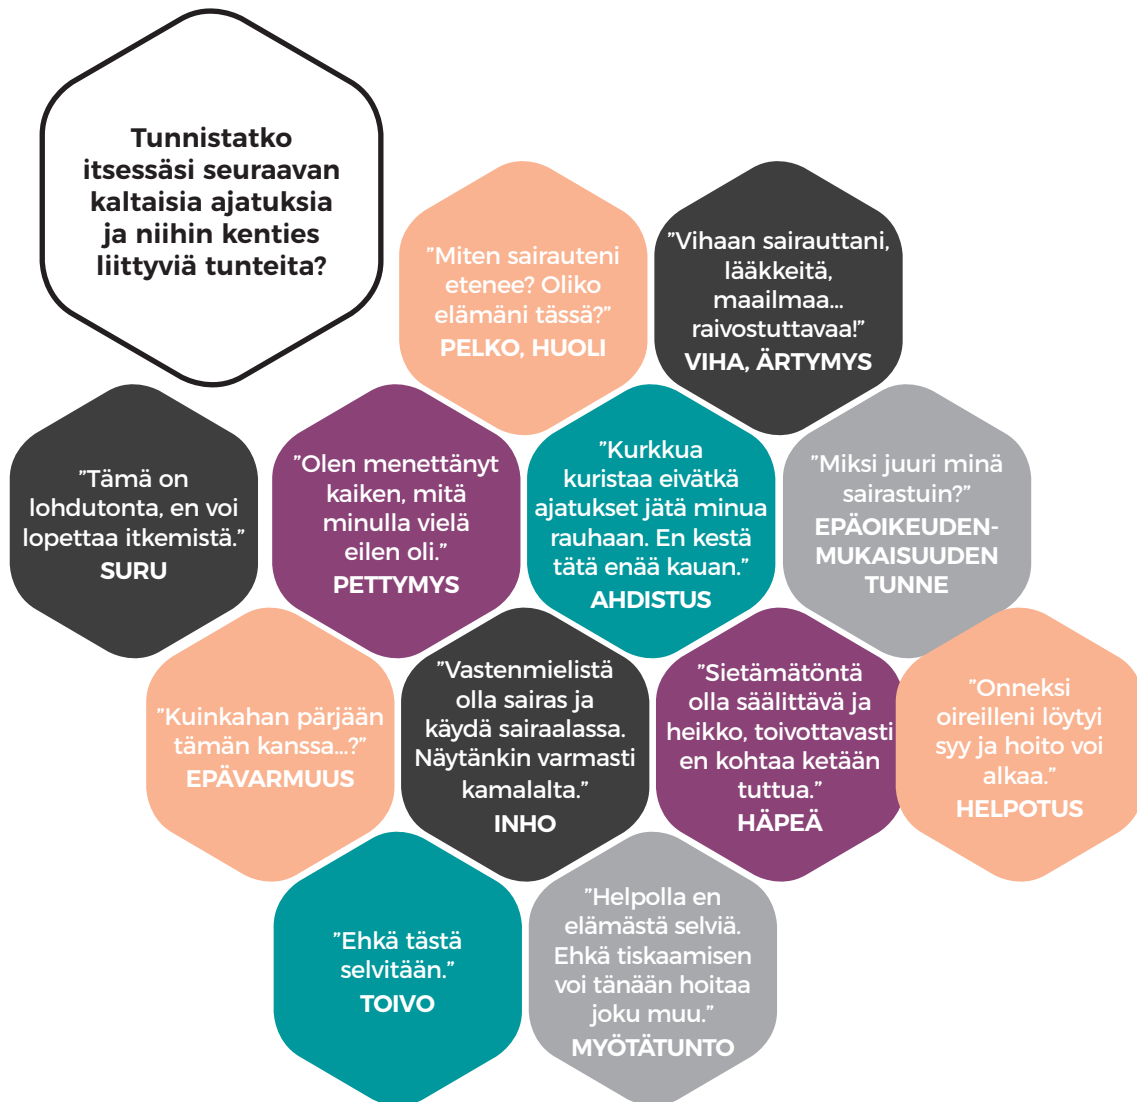 Tunnistatko
itsessäsi seuraavan
kaltaisia ajatuksia
ja niihin kenties
liittyviä tunteita?
”Miten sairauteni
etenee? Oliko
elämäni tässä?”
PELKO, HUOLI
”Vihaan sairauttani,
lääkkeitä,
maailmaa...
raivostuttavaa!”
VIHA, ÄRTYMYS
”Tämä on
lohdutonta, en voi
lopettaa itkemistä.”
SURU
”Olen menettänyt
kaiken, mitä
minulla vielä
eilen oli.”
PETTYMYS
”Kurkkua
kuristaa eivätkä
ajatukset jätä minua
rauhaan. En kestä
tätä enää kauan.”
AHDISTUS
”Miksi juuri minä
sairastuin?”
EPÄOIKEUDEN-
MUKAISUUDEN
TUNNE
”Kuinkahan pärjään
tämän kanssa...?”
EPÄVARMUUS
”Vastenmielistä
olla sairas ja
käydä sairaalassa.
Näytänkin varmasti
kamalalta.”
INHO
”Sietämätöntä
olla säälittävä ja
heikko, toivottavasti
en kohtaa ketään
tuttua.”
HÄPEÄ
”Onneksi
oireilleni löytyi
syy ja hoito voi
alkaa.”
HELPOTUS
”Ehkä tästä
selvitään.”
TOIVO
”Helpolla en
elämästä selviä.
Ehkä tiskaamisen
voi tänään hoitaa
joku muu.”
MYÖTÄTUNTO